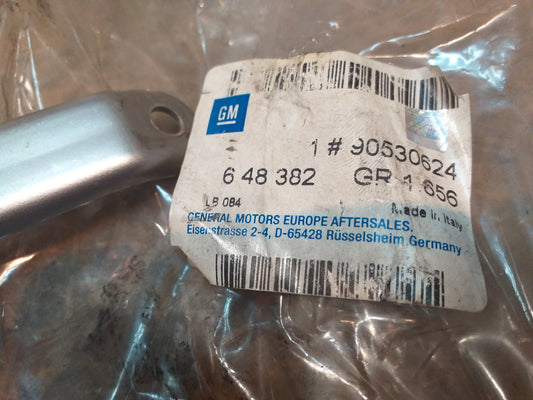 GM
1 # 90530624
6 48 382 GR 1 656
LB 084 Made in Italy
GENERAL MOTORS EUROPE AFTERSALES,
Eisenstrasse 2-4, D-65428 Rüsselsheim, Germany